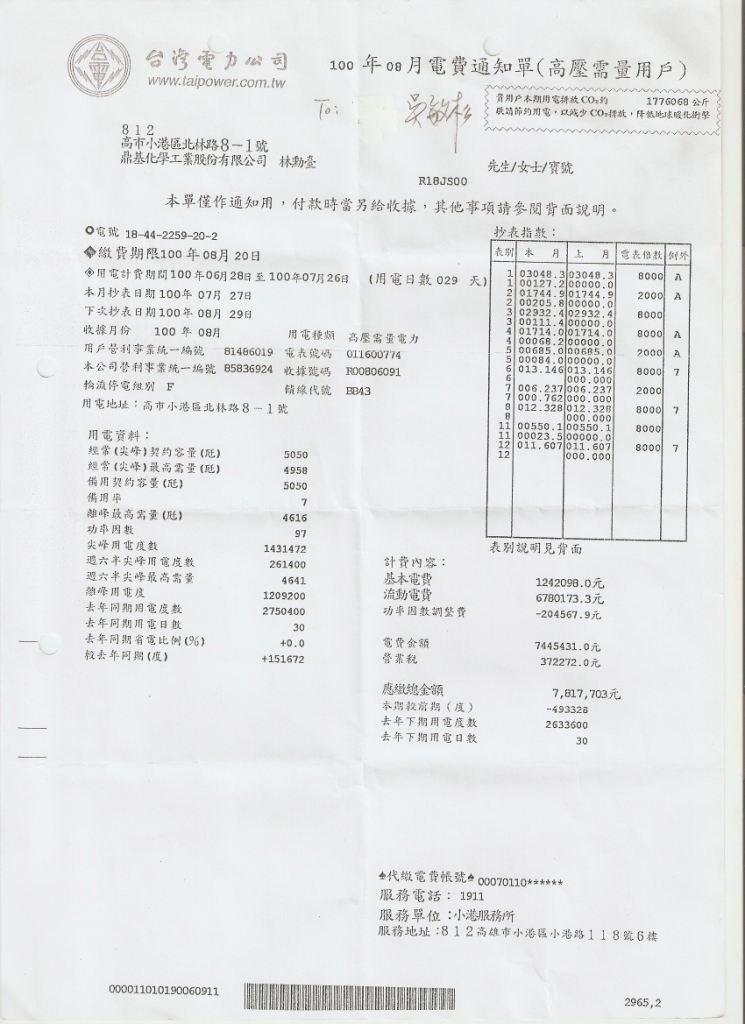 台灣電力公司
www.taipower.com.tw
100 年 08 月電費通知單(高壓需量用戶)
To: 吳敏松
貴用戶本期用電排放 CO₂約 1776068 公斤
敬請節約用電,以減少 CO₂排放,降低地球暖化衝擊
812
高市小港區北林路8-1號
鼎基化學工業股份有限公司 林勳臺
先生/女士/寶號
R18JS00
本單僅作通知用,付款時當另給收據,其他事項請參閱背面說明。
電號 18-44-2259-20-2
繳費期限100 年 08月 20日
用電計費期間 100 年 06月 28日 至 100年07月 26日 (用電日數 029 天)
本月抄表日期 100年 07月 27日
下次抄表日期 100 年 08月 29日
收據月份 100 年 08月 用電種類 高壓需量電力
用戶營利事業統一編號 81486019 電表號碼 011600774
本公司營利事業統一編號 85836924 收據號碼 R00806091
輪流停電組別 F 饋線代號 BB43
用電地址:高市小港區北林路8-1號
抄表指數:
表別 本 月 上 月 電表倍數 例外
1 03048.3 03048.3 8000 A
1 00127.2 00000.0
2 01744.9 01744.9 2000 A
2 00205.8 00000.0
3 02932.4 02932.4 8000
3 00111.4 00000.0
4 01714.0 01714.0 8000 A
4 00068.2 00000.0
5 00685.0 00685.0 2000 A
5 00084.0 00000.0
6 013.146 013.146 8000 7
6 000.000
7 006.237 006.237 2000
7 000.762 000.000
8 012.328 012.328 8000 7
8 000.000
11 00550.1 00550.1 8000
11 00023.5 00000.0
12 011.607 011.607 8000 7
12 000.000
表別說明見背面
用電資料:
經常(尖峰)契約容量(瓩) 5050
經常(尖峰)最高需量(瓩) 4958
備用契約容量(瓩) 5050
備用率 7
離峰最高需量(瓩) 4616
功率因數 97
尖峰用電度數 1431472
週六半尖峰用電度數 261400
週六半尖峰最高需量 4641
離峰用電度 1209200
去年同期用電度數 2750400
去年同期用電日數 30
去年同期省電比例(%) +0.0
較去年同期(度) +151672
計費內容:
基本電費 1242098.0元
流動電費 6780173.3元
功率因數調整費 -204567.9元
電費金額 7445431.0元
營業稅 372272.0元
應繳總金額 7,817,703元
本期較前期(度) -493328
去年下期用電度數 2633600
去年下期用電日數 30
♠代繳電費帳號♠ 00070110******
服務電話: 1911
服務單位:小港服務所
服務地址:812高雄市小港區小港路118號6樓
000011010190060911
2965,2